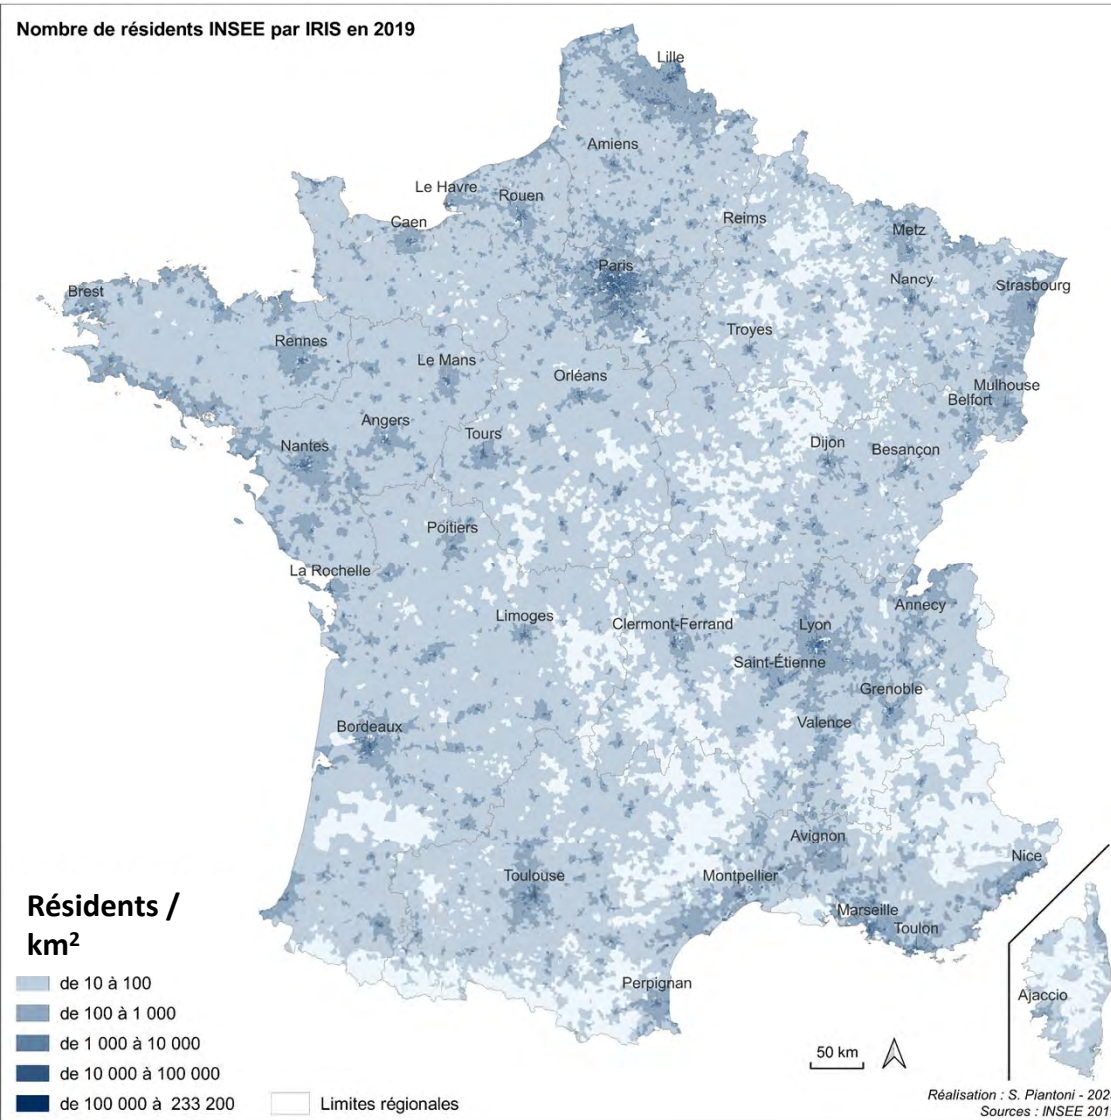 Nombre de résidents INSEE par IRIS en 2019
Lille
Amiens
Le Havre
Rouen
Caen
Reims
Metz
Paris
Nancy
Strasbourg
Brest
Troyes
Rennes
Le Mans
Orléans
Mulhouse
Belfort
Angers
Tours
Nantes
Dijon
Besançon
Poitiers
La Rochelle
Annecy
Limoges
Clermont-Ferrand
Lyon
Saint-Étienne
Grenoble
Bordeaux
Valence
Avignon
Nice
Toulouse
Montpellier
Marseille
Toulon
Perpignan
Ajaccio
Résidents /
km²
de 10 à 100
de 100 à 1 000
de 1 000 à 10 000
de 10 000 à 100 000
de 100 000 à 233 200
Limites régionales
50 km
Réalisation : S. Piantoni - 202
Sources : INSEE 201